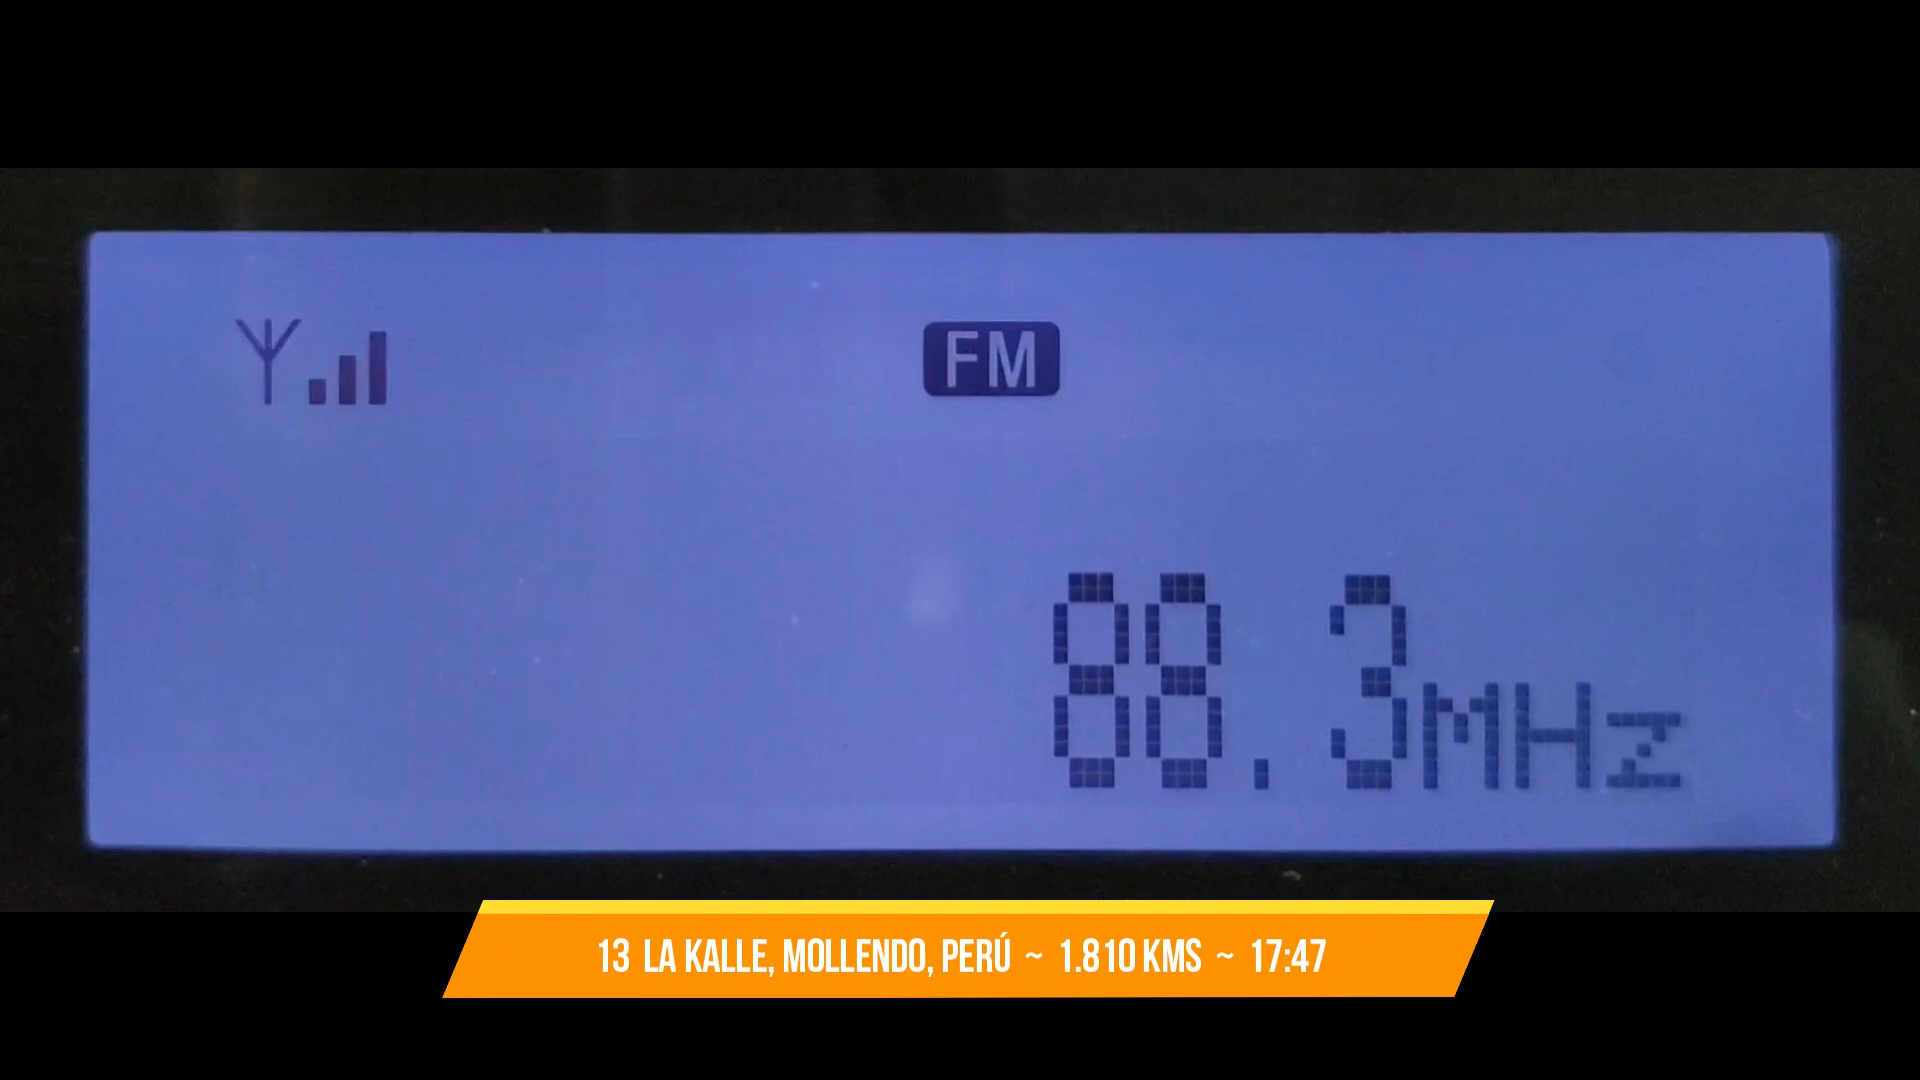 FM
88.3MHz
13 LA KALLE, MOLLENDO, PERÚ ~ 1.810 KMS ~ 17:47